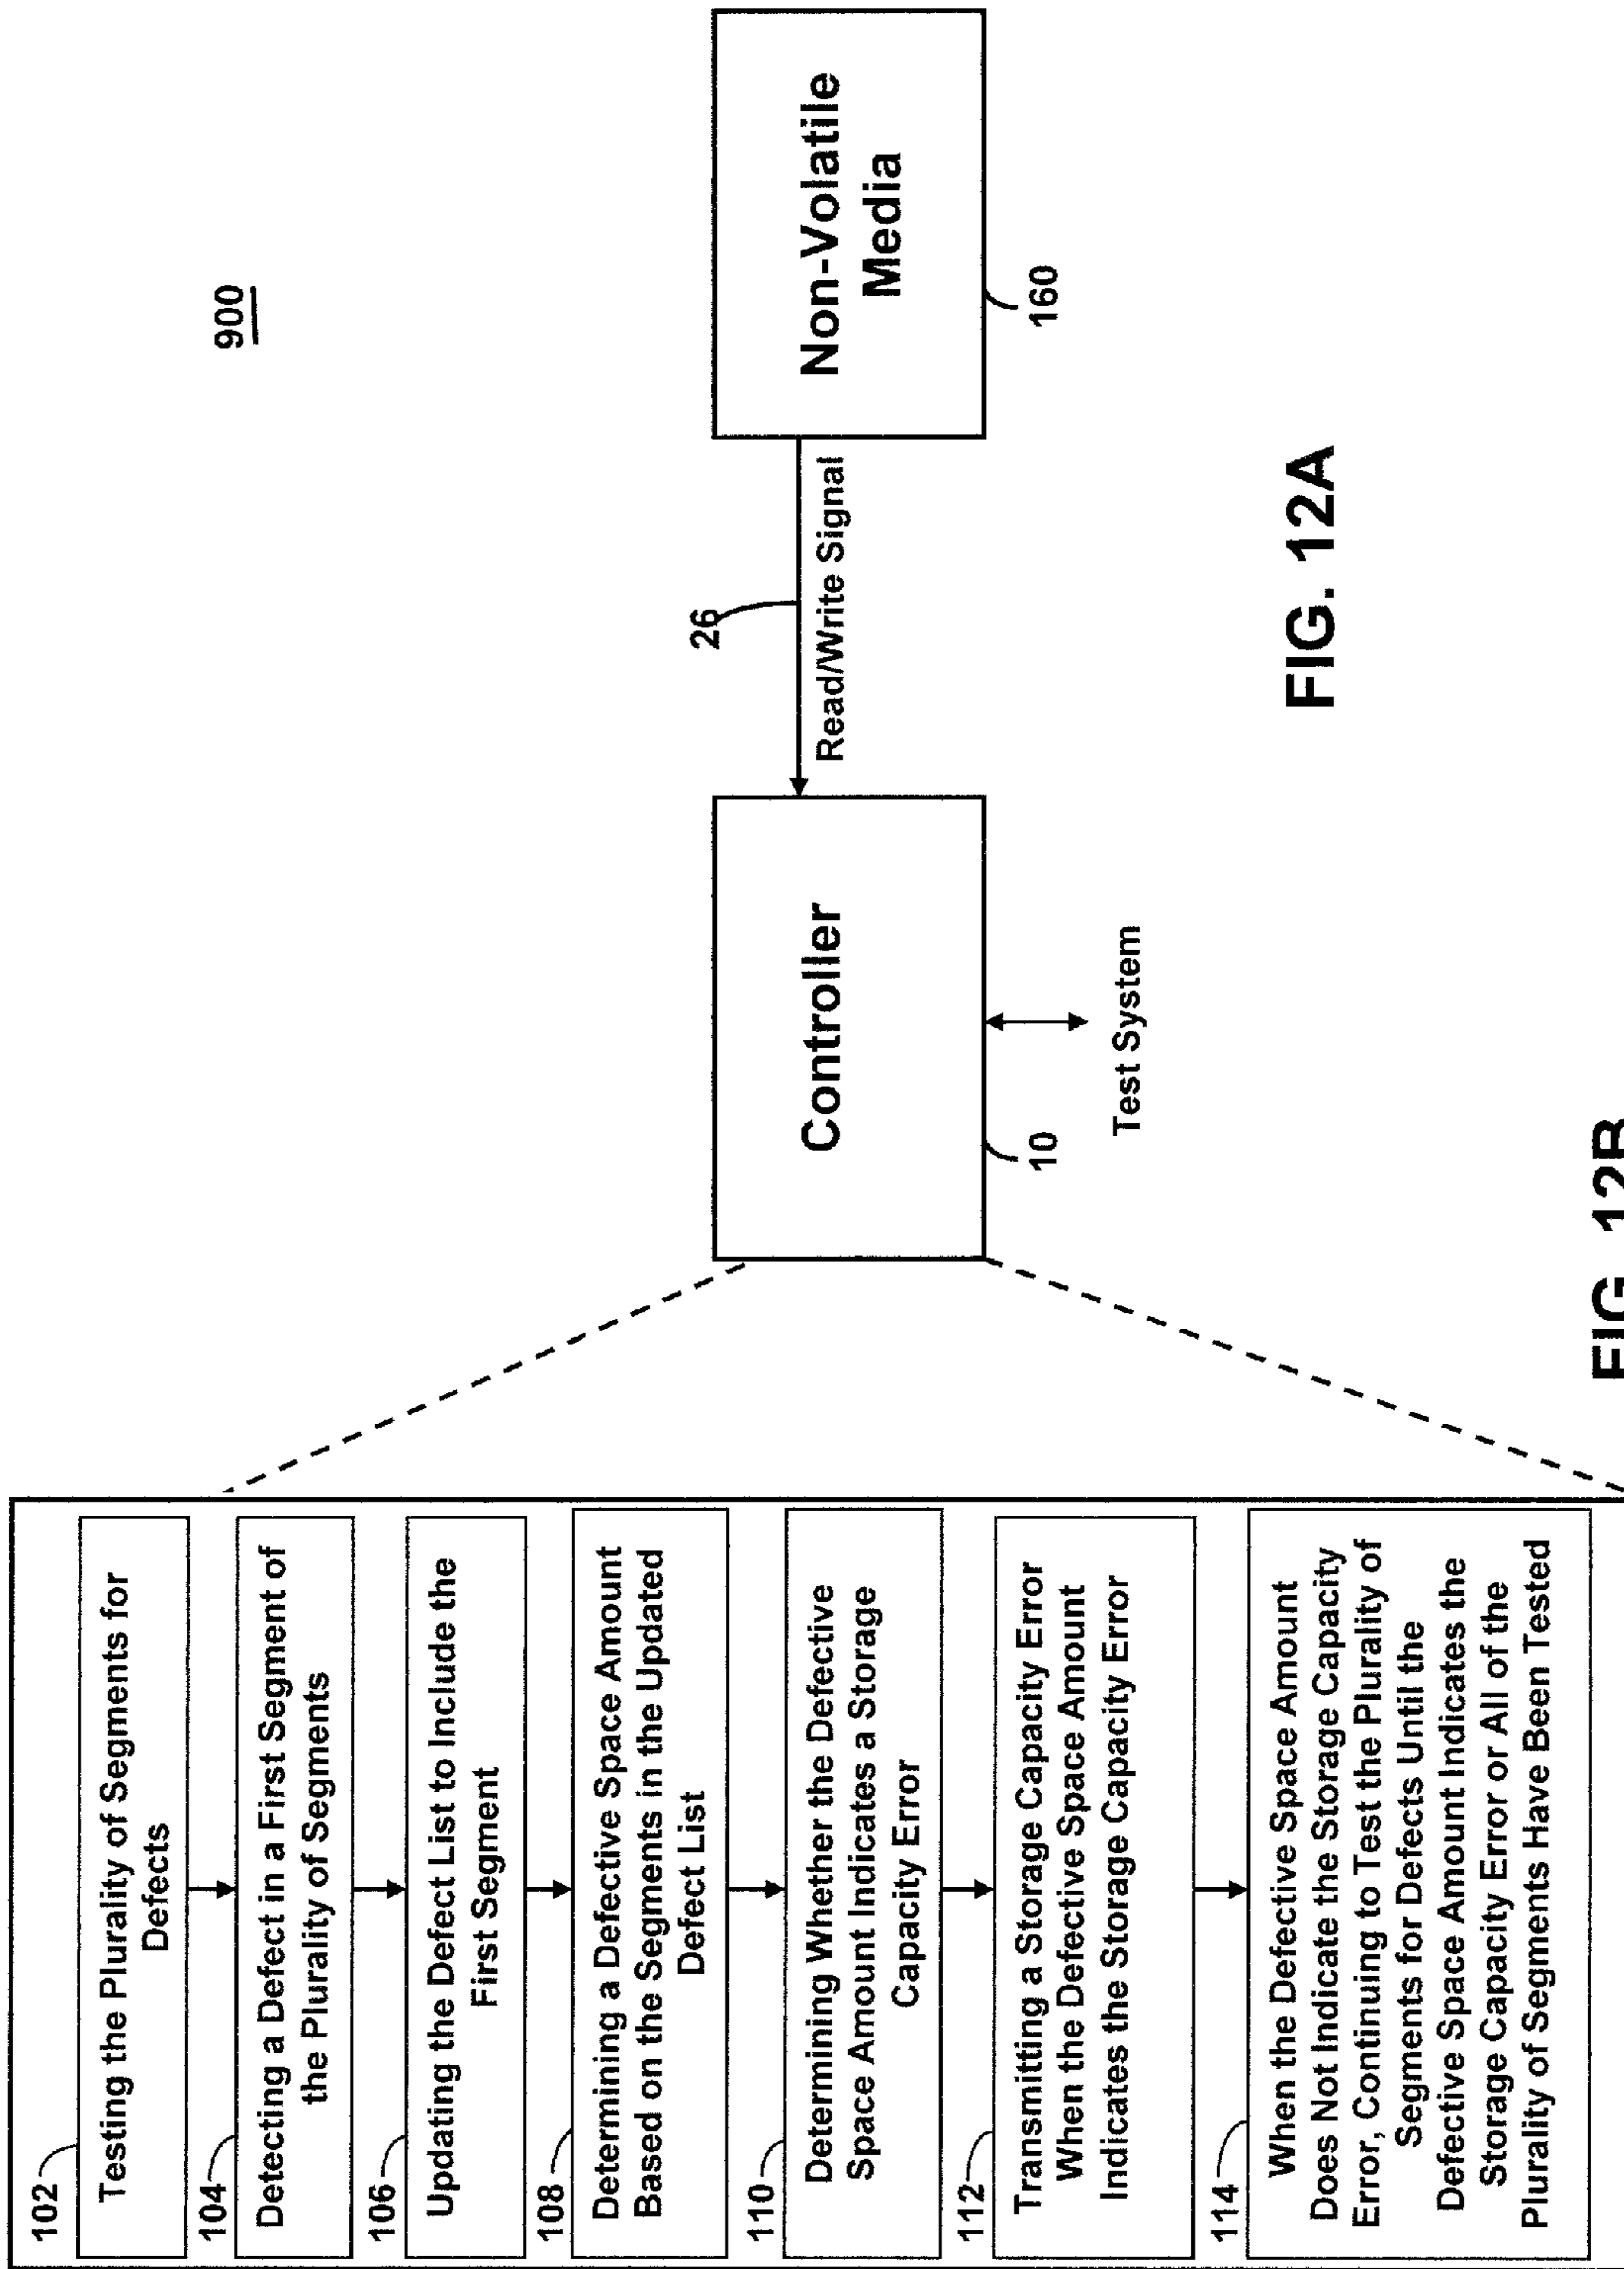 900
Non-Volatile
Media
160
26
Read/Write Signal
Controller
10
Test System
FIG. 12A
102
Testing the Plurality of Segments for
Defects
104
Detecting a Defect in a First Segment of
the Plurality of Segments
106
Updating the Defect List to Include the
First Segment
108
Determining a Defective Space Amount
Based on the Segments in the Updated
Defect List
110
Determining Whether the Defective
Space Amount Indicates a Storage
Capacity Error
112
Transmitting a Storage Capacity Error
When the Defective Space Amount
Indicates the Storage Capacity Error
114
When the Defective Space Amount
Does Not Indicate the Storage Capacity
Error, Continuing to Test the Plurality of
Segments for Defects Until the
Defective Space Amount Indicates the
Storage Capacity Error or All of the
Plurality of Segments Have Been Tested
FIG. 12B